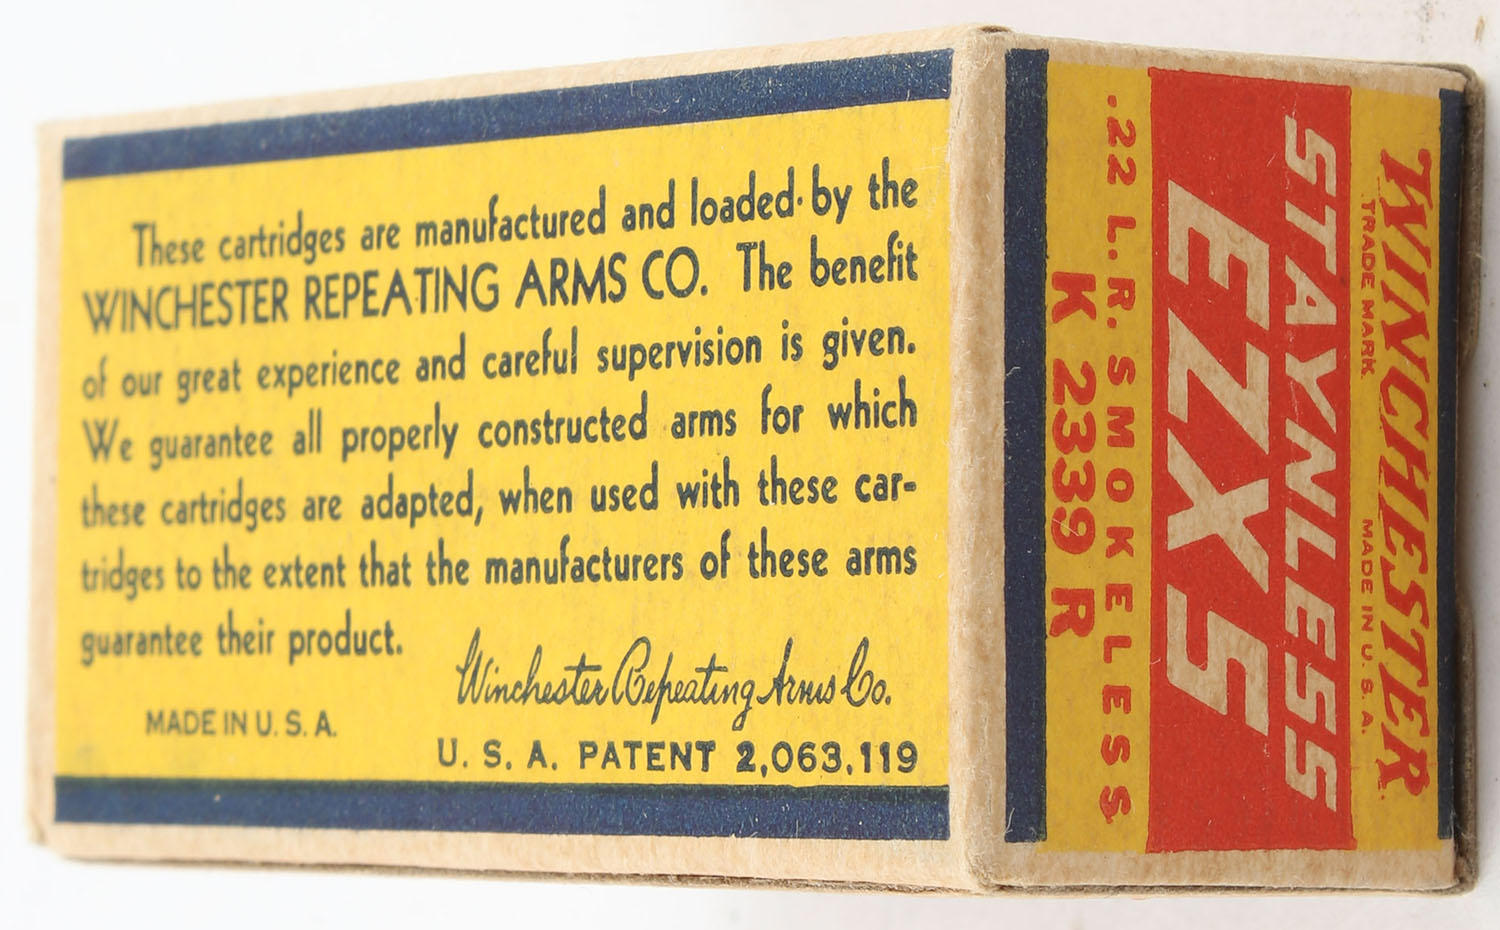 These cartridges are manufactured and loaded by the
WINCHESTER REPEATING ARMS CO. The benefit
of our great experience and careful supervision is given.
We guarantee all properly constructed arms for which
these cartridges are adapted, when used with these car-
tridges to the extent that the manufacturers of these arms
guarantee their product.
Winchester Repeating Arms Co.
MADE IN U. S. A.
U. S. A. PATENT 2,063,119
WINCHESTER
TRADE MARK MADE IN U. S. A.
STAYNLESS
EZXS
.22 L. R. SMOKELESS
K 2339 R